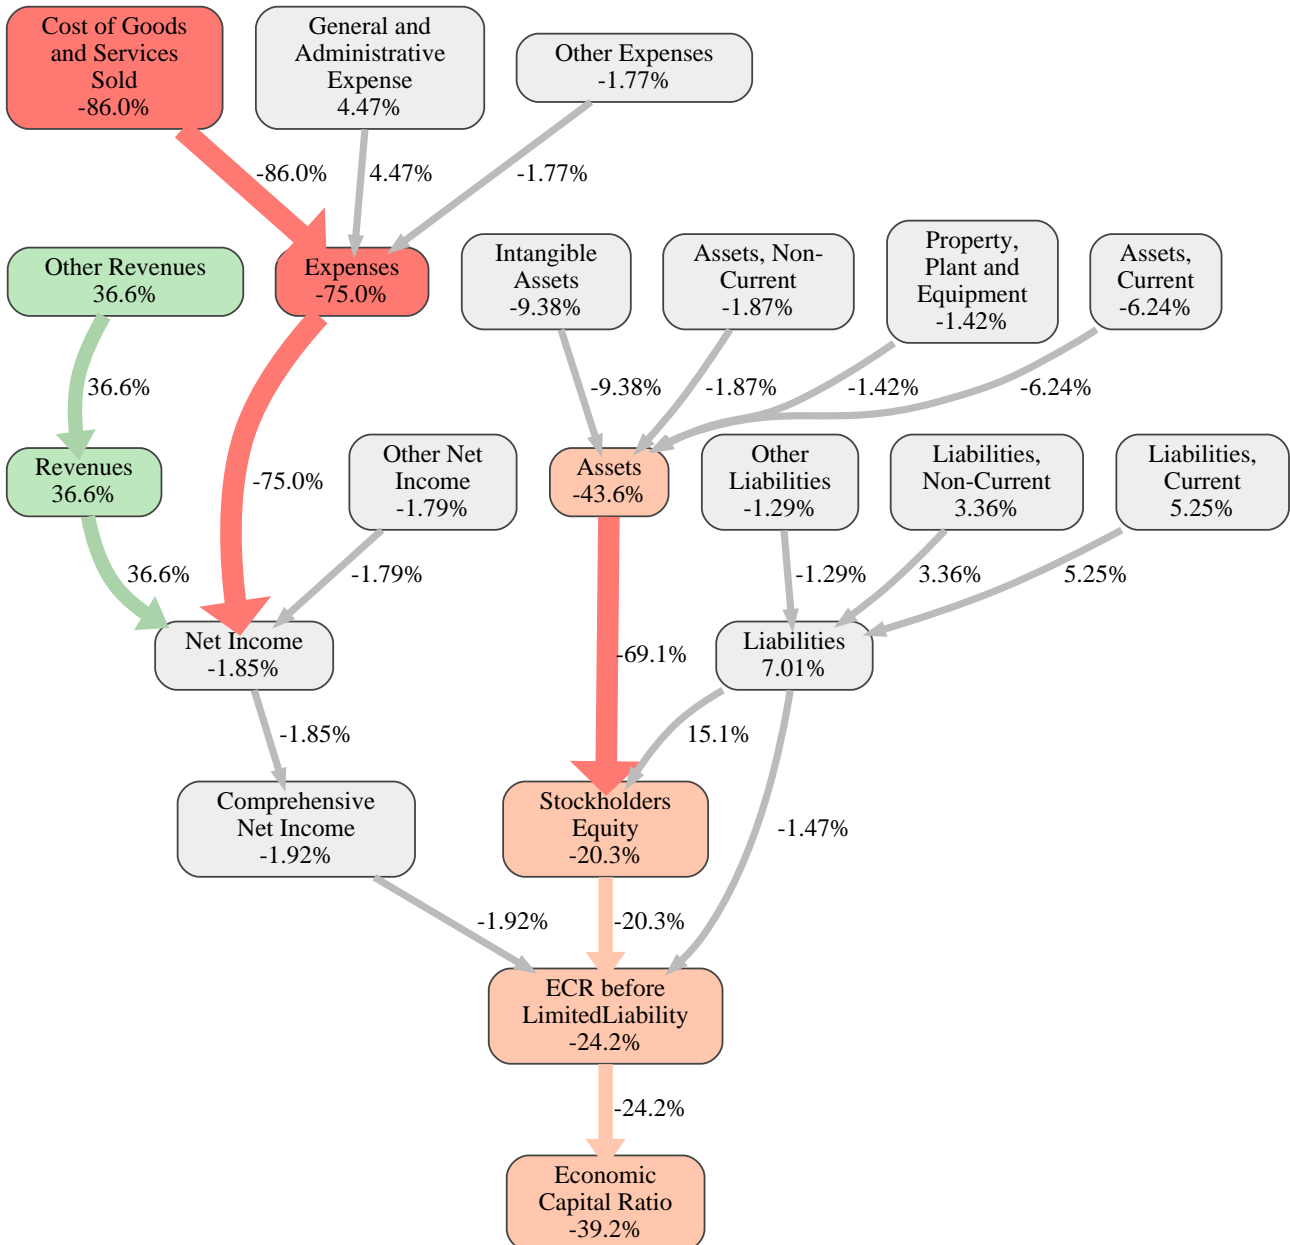 Cost of Goods
and Services
Sold
-86.0%
General and
Administrative
Expense
4.47%
Other Expenses
-1.77%
-86.0%
4.47%
-1.77%
Other Revenues
36.6%
Expenses
-75.0%
Intangible
Assets
-9.38%
Assets, Non-
Current
-1.87%
Property,
Plant and
Equipment
-1.42%
Assets,
Current
-6.24%
36.6%
-9.38%
-1.87%
-1.42%
-6.24%
Revenues
36.6%
-75.0%
Other Net
Income
-1.79%
Assets
-43.6%
Other
Liabilities
-1.29%
Liabilities,
Non-Current
3.36%
Liabilities,
Current
5.25%
36.6%
-1.79%
-1.29%
3.36%
5.25%
Net Income
-1.85%
-69.1%
Liabilities
7.01%
-1.85%
15.1%
Comprehensive
Net Income
-1.92%
Stockholders
Equity
-20.3%
-1.47%
-1.92%
-20.3%
ECR before
LimitedLiability
-24.2%
-24.2%
Economic
Capital Ratio
-39.2%